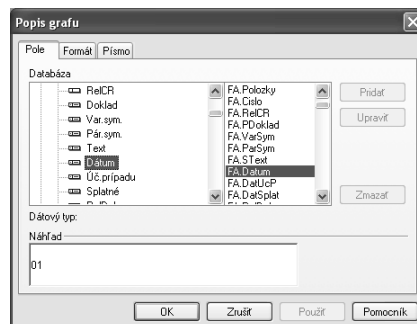 Popis grafu
Pole Formát Písmo
Databáza
RelCR
Doklad
Var.sym.
Pár.sym.
Text
Dátum
Úč.prípadu
Splatné
FA.Polozky
FA.Cislo
FA.RelCR
FA.PDoklad
FA.VarSym
FA.ParSym
FA.SText
FA.Datum
FA.DatUcP
FA.DatSplat
Pridať
Upraviť
Zmazať
Dátový typ:
Náhľad
01
OK Zrušiť Použiť Pomocník